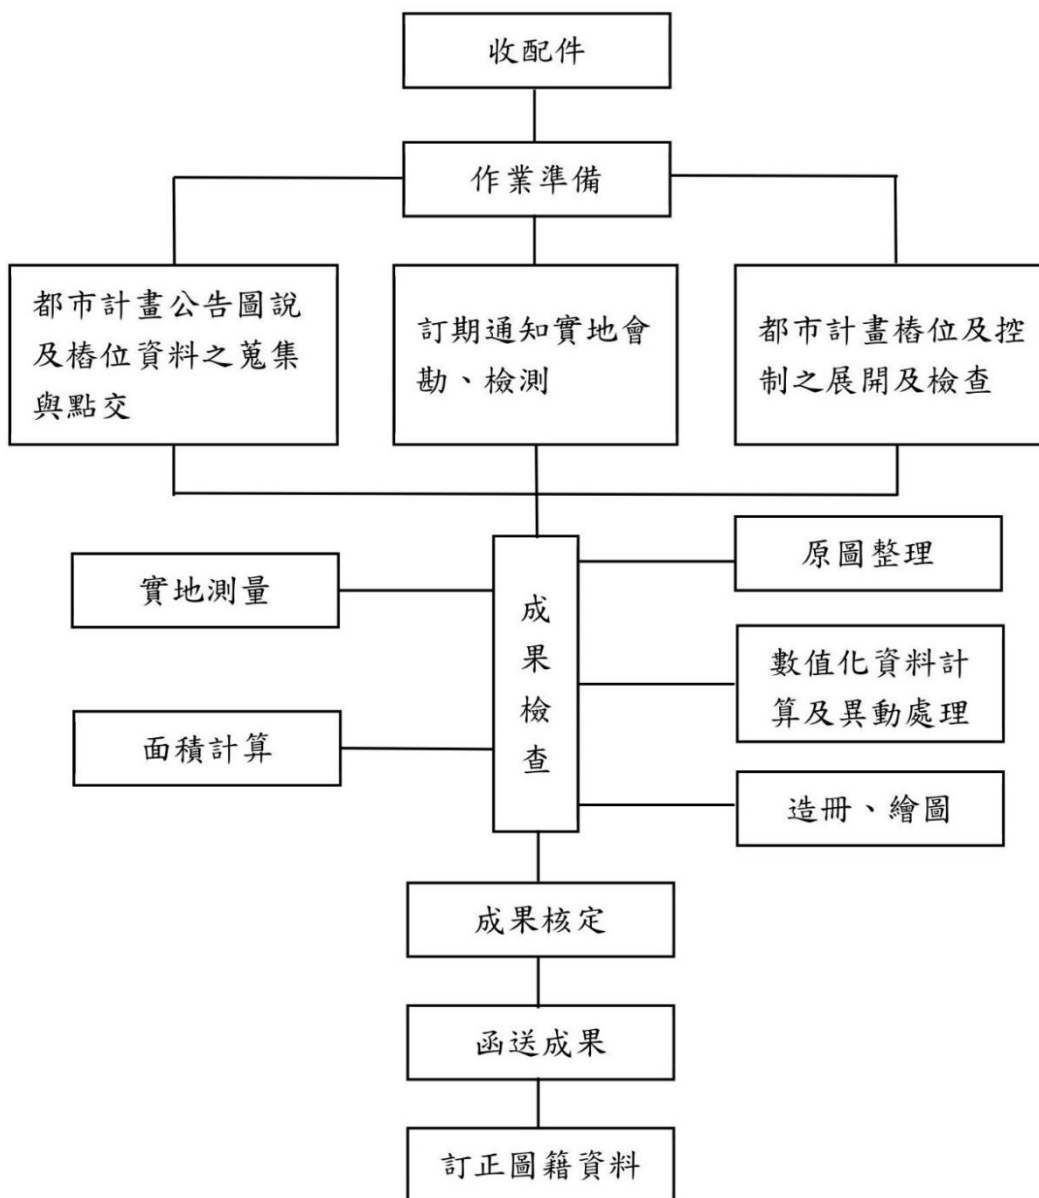 收配件
作業準備
都市計畫公告圖說
及樁位資料之蒐集
與點交
訂期通知實地會
勘、檢測
都市計畫樁位及控
制之展開及檢查
實地測量
面積計算
成
果
檢
查
原圖整理
數值化資料計
算及異動處理
造冊、繪圖
成果核定
函送成果
訂正圖籍資料